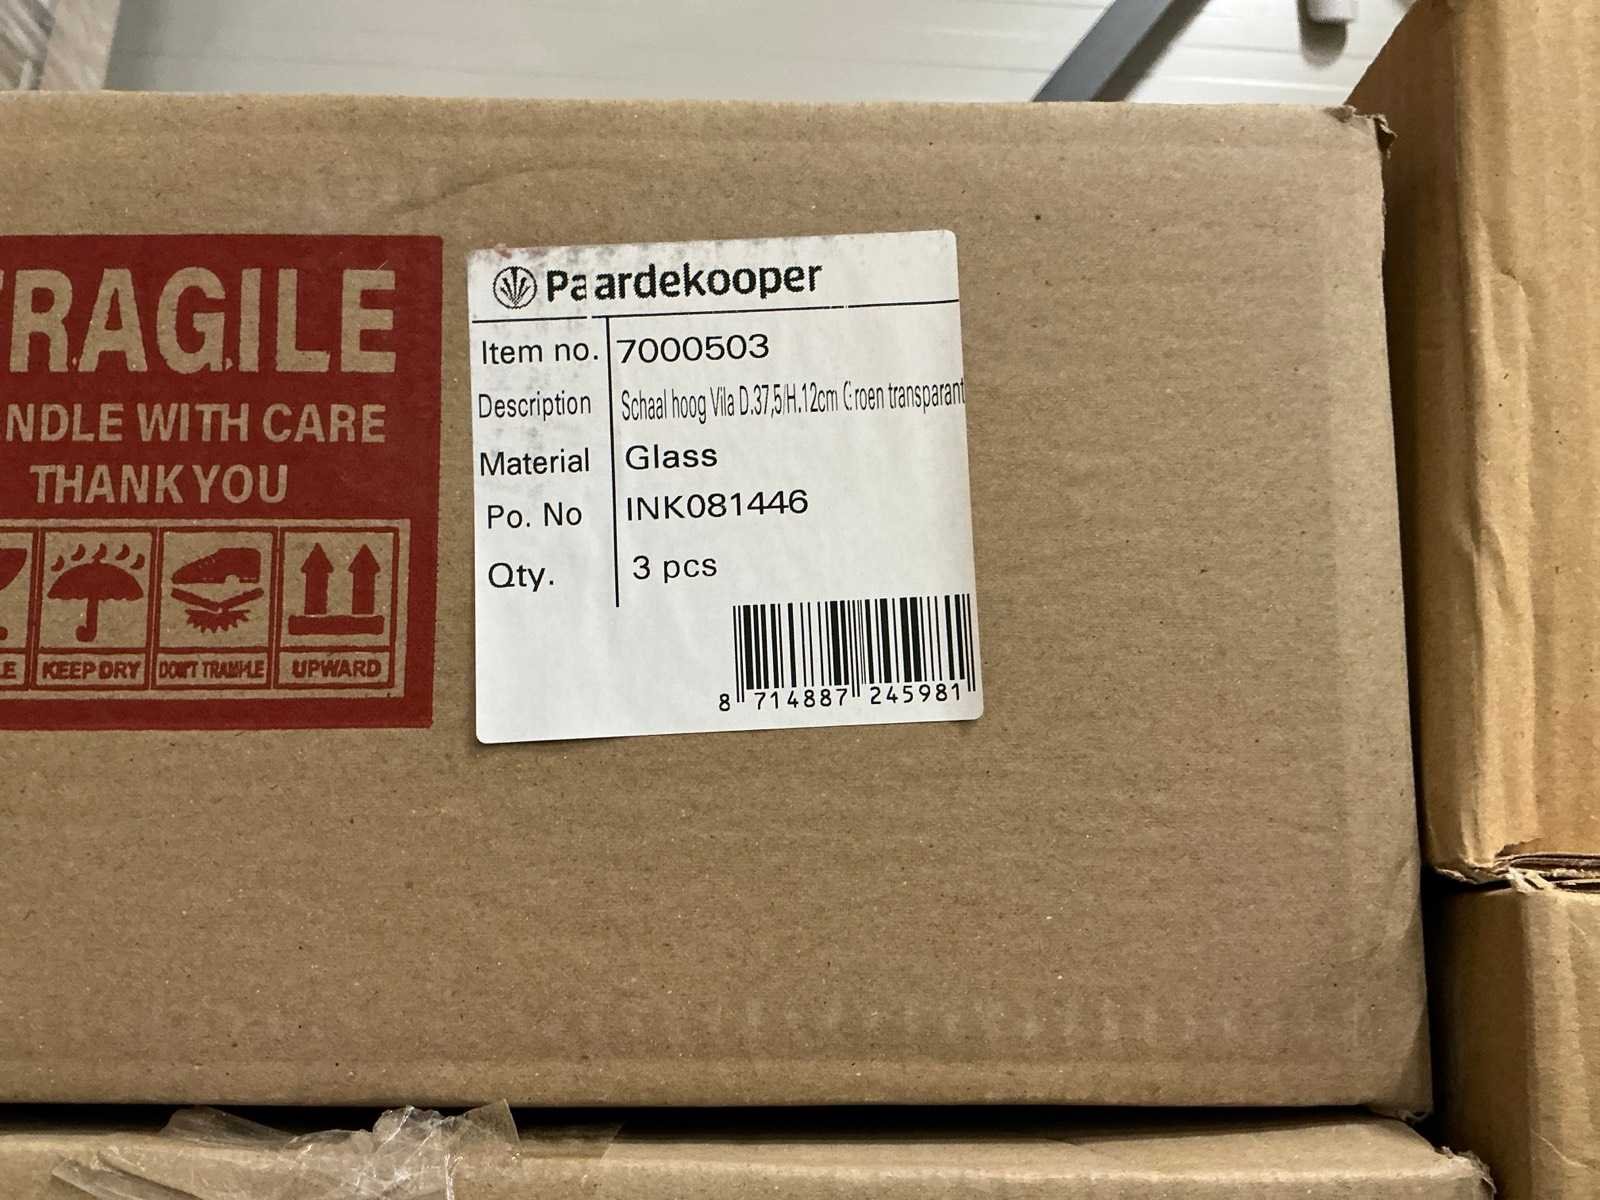 RAGILE
NDLE WITH CARE
THANK YOU
KEEP DRY
DON'T TRAMPLE
UPWARD
Paardekooper
Item no. 7000503
Description Schaal hoog Vila D.37,5/H.12cm Groen transparant
Material Glass
Po. No INK081446
Qty. 3 pcs
8 714887 245981